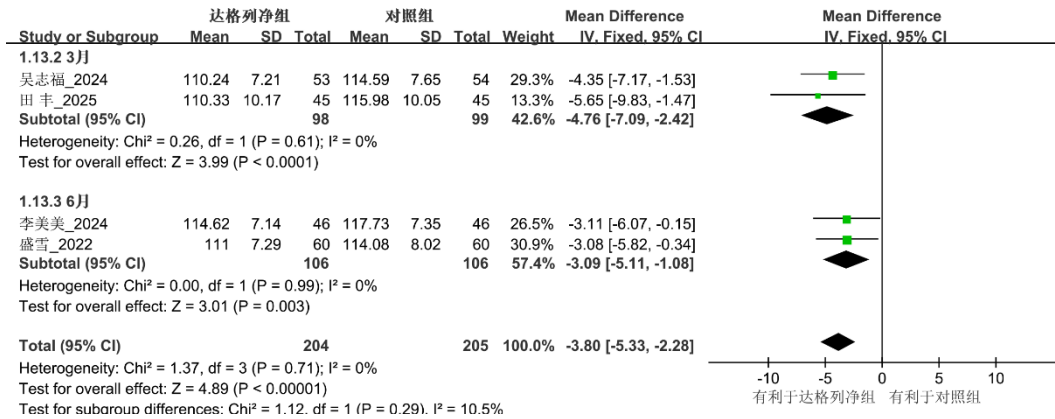 达格列净组 对照组 Mean Difference Mean Difference
Study or Subgroup Mean SD Total Mean SD Total Weight IV, Fixed, 95% CI IV, Fixed, 95% CI
1.13.2 3月
吴志福_2024 110.24 7.21 53 114.59 7.65 54 29.3% -4.35 [-7.17, -1.53]
田 丰_2025 110.33 10.17 45 115.98 10.05 45 13.3% -5.65 [-9.83, -1.47]
Subtotal (95% CI) 98 99 42.6% -4.76 [-7.09, -2.42]
Heterogeneity: Chi² = 0.26, df = 1 (P = 0.61); I² = 0%
Test for overall effect: Z = 3.99 (P < 0.0001)
1.13.3 6月
李美美_2024 114.62 7.14 46 117.73 7.35 46 26.5% -3.11 [-6.07, -0.15]
盛雪_2022 111 7.29 60 114.08 8.02 60 30.9% -3.08 [-5.82, -0.34]
Subtotal (95% CI) 106 106 57.4% -3.09 [-5.11, -1.08]
Heterogeneity: Chi² = 0.00, df = 1 (P = 0.99); I² = 0%
Test for overall effect: Z = 3.01 (P = 0.003)
Total (95% CI) 204 205 100.0% -3.80 [-5.33, -2.28]
Heterogeneity: Chi² = 1.37, df = 3 (P = 0.71); I² = 0%
Test for overall effect: Z = 4.89 (P < 0.00001)
Test for subgroup differences: Chi² = 1.12, df = 1 (P = 0.29), I² = 10.5%
-10 -5 0 5 10
有利于达格列净组 有利于对照组